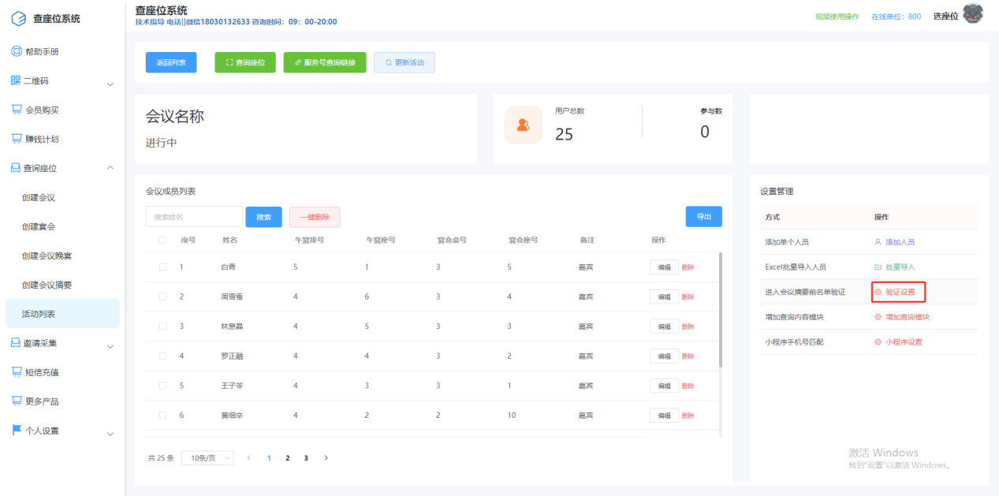 查座位系统
帮助手册
二维码
会员购买
赚钱计划
查询座位
创建会议
创建宴会
创建会议晚宴
创建会议摘要
活动列表
邀请采集
短信充值
更多产品
个人设置
查座位系统
技术指导 电话||微信18030132633 咨询时间：09：00-20:00
视频使用操作 在线单位：800 选座位
返回列表 查询座位 服务号查询链接 更新活动
会议名称
进行中
用户总数
25
参与数
0
会议成员列表
搜索姓名 搜索 一键删除 导出
序号 姓名 午宴排号 午宴座号 宴会桌号 宴会座号 备注 操作
1 白青 5 1 3 5 嘉宾 编辑 删除
2 周雪萤 4 6 3 4 嘉宾 编辑 删除
3 林意晶 4 5 3 3 嘉宾 编辑 删除
4 罗正融 4 4 3 2 嘉宾 编辑 删除
5 王子苓 4 3 3 1 嘉宾 编辑 删除
6 黄细辛 4 2 2 10 嘉宾 编辑 删除
共 25 条 10条/页 1 2 3
设置管理
方式 操作
添加单个人员 添加人员
Excel批量导入人员 批量导入
进入会议摘要前名单验证 验证设置
增加查询内容模块 增加查询模块
小程序手机号匹配 小程序设置
激活 Windows
转到"设置"以激活 Windows。